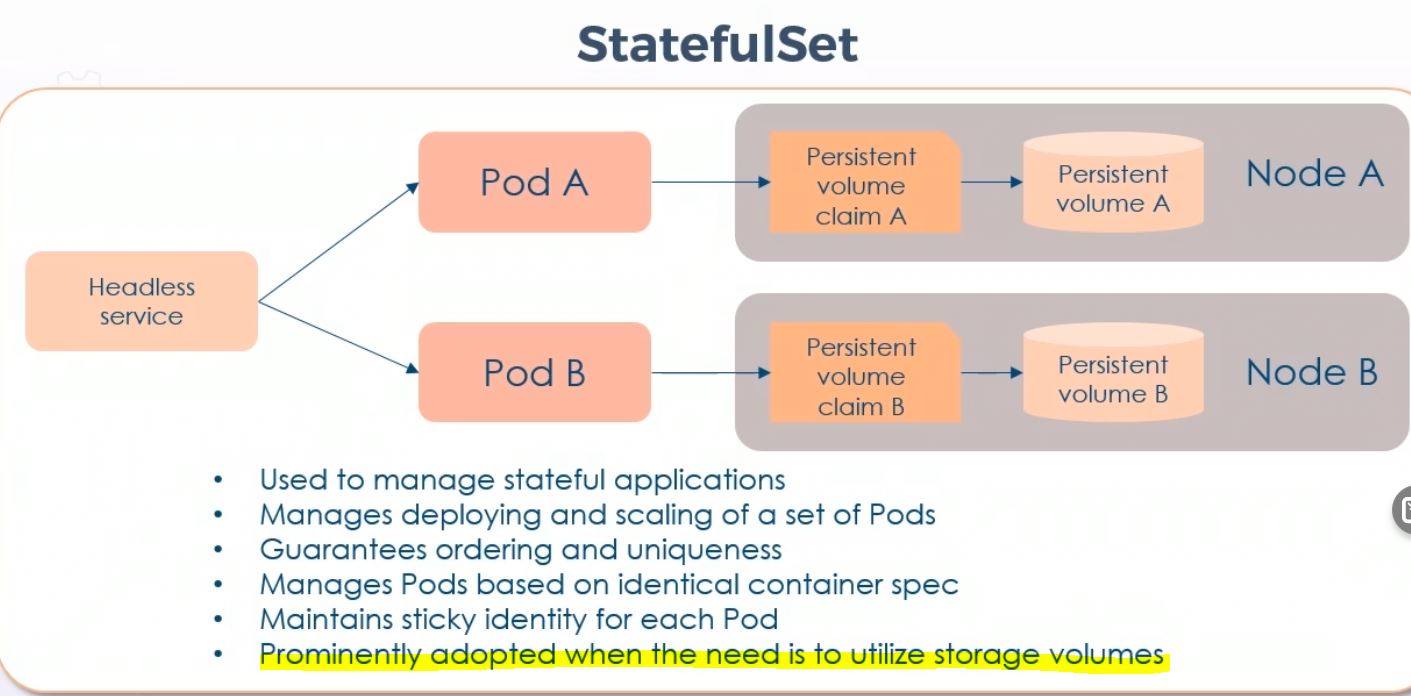 StatefulSet
Headless
service
Pod A
Persistent
volume
claim A
Persistent
volume A
Node A
Pod B
Persistent
volume
claim B
Persistent
volume B
Node B
• Used to manage stateful applications
• Manages deploying and scaling of a set of Pods
• Guarantees ordering and uniqueness
• Manages Pods based on identical container spec
• Maintains sticky identity for each Pod
• Prominently adopted when the need is to utilize storage volumes